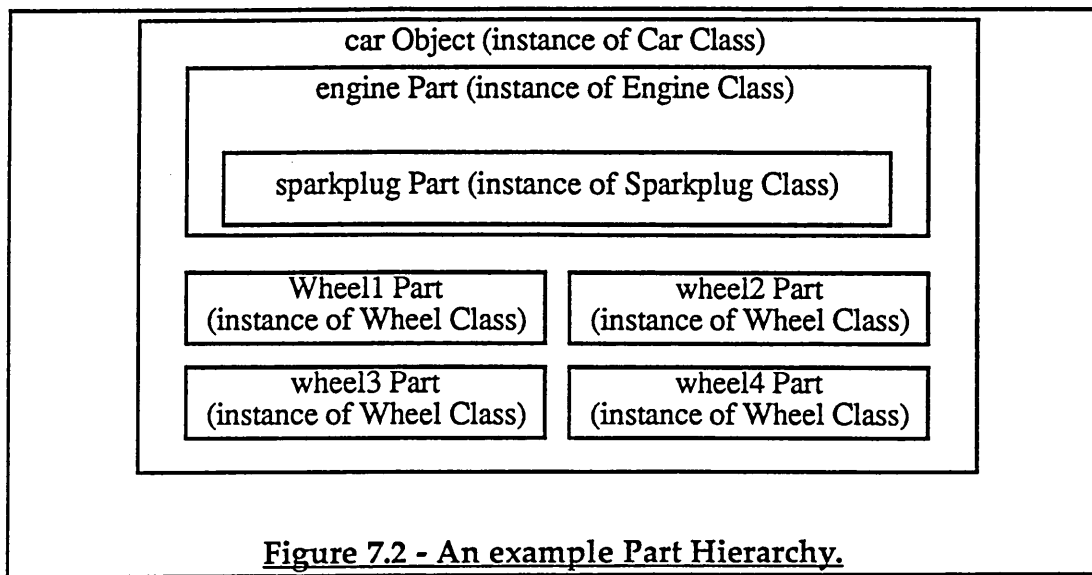 car Object (instance of Car Class)
engine Part (instance of Engine Class)
sparkplug Part (instance of Sparkplug Class)
Wheel1 Part
(instance of Wheel Class)
wheel2 Part
(instance of Wheel Class)
wheel3 Part
(instance of Wheel Class)
wheel4 Part
(instance of Wheel Class)
Figure 7.2 - An example Part Hierarchy.